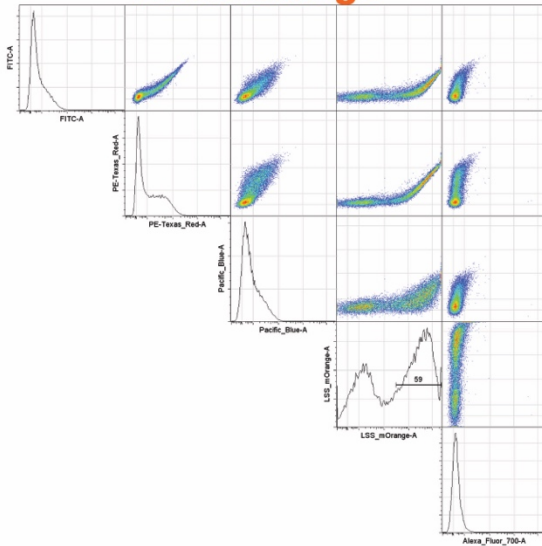 FITC-A
FITC-A
PE-Texas_Red-A
PE-Texas_Red-A
Pacific_Blue-A
Pacific_Blue-A
LSS_mOrange-A
59
LSS_mOrange-A
Alexa_Fluor_700-A